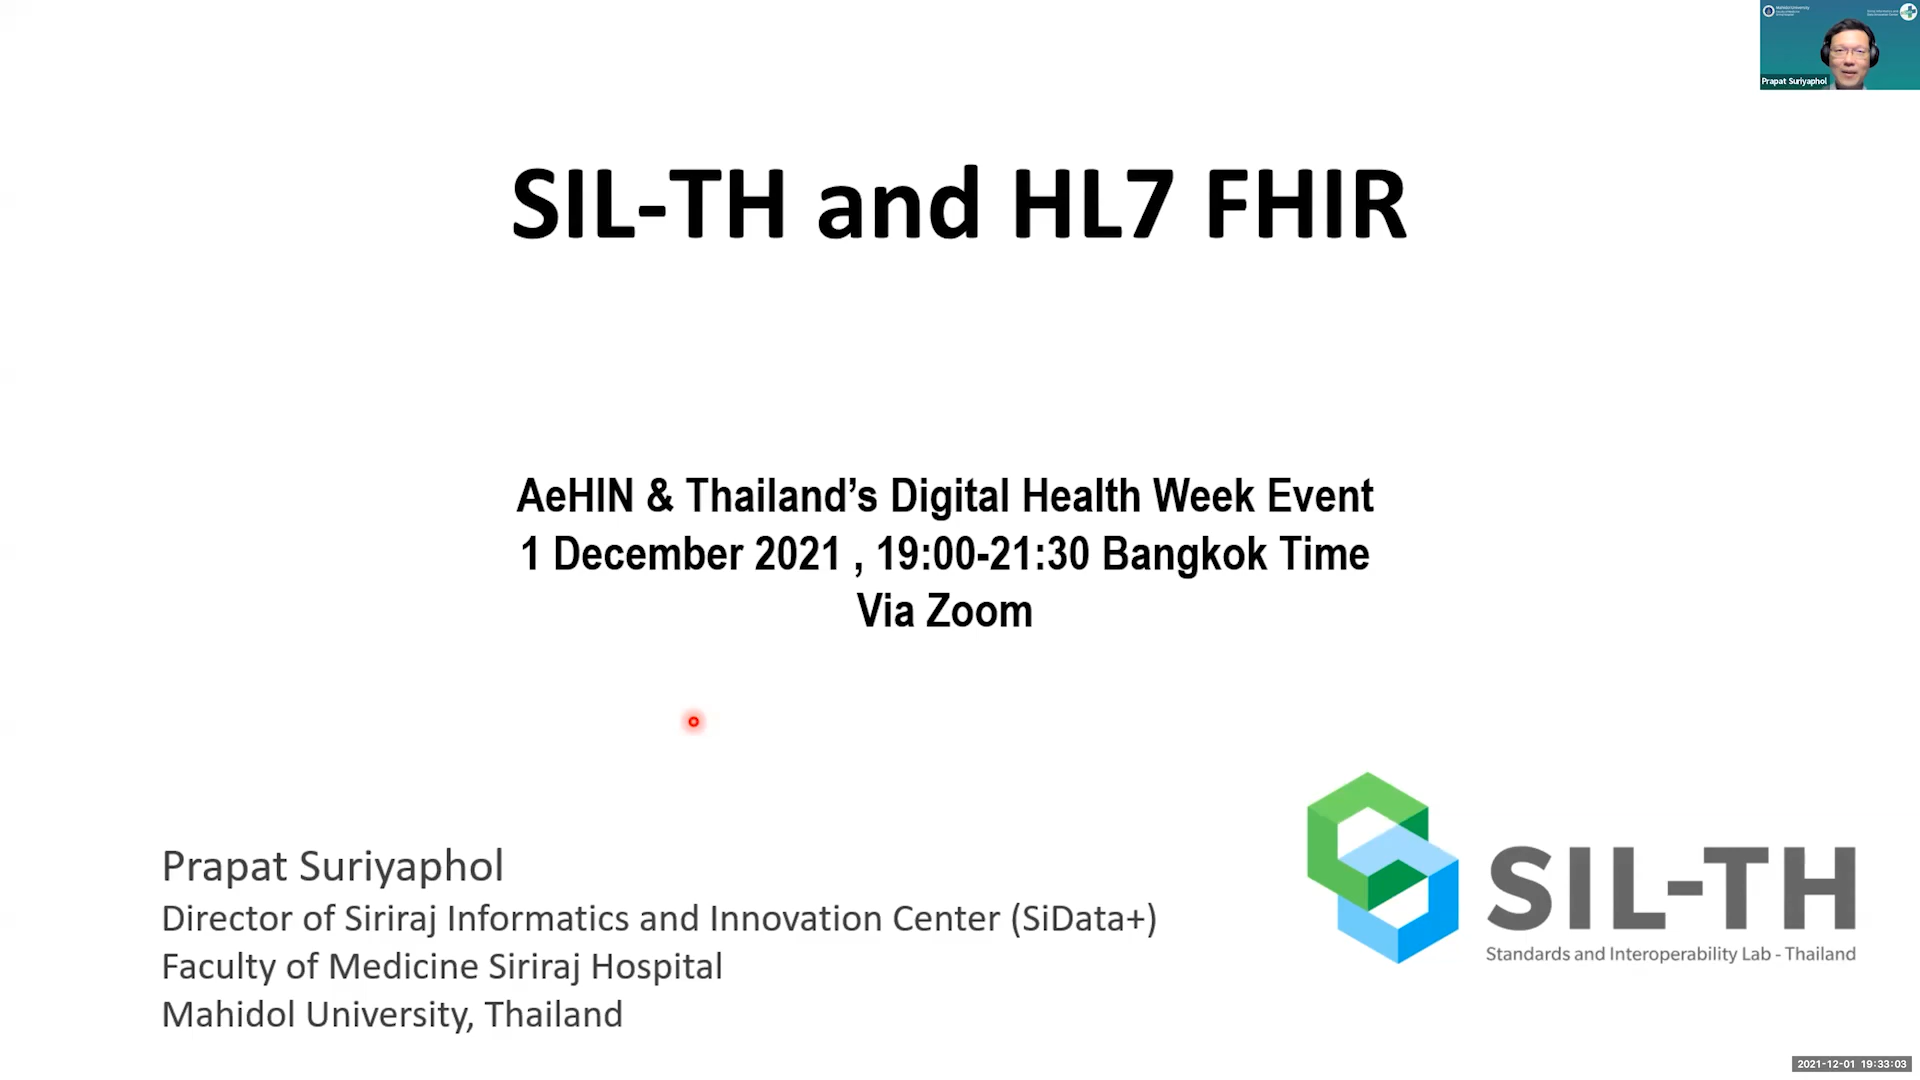 Mahidol University
Prapat Suriyaphol
SIL-TH and HL7 FHIR
AeHIN & Thailand’s Digital Health Week Event
1 December 2021 , 19:00-21:30 Bangkok Time
Via Zoom
Prapat Suriyaphol
Director of Siriraj Informatics and Innovation Center (SiData+)
Faculty of Medicine Siriraj Hospital
Mahidol University, Thailand
SIL-TH
Standards and Interoperability Lab - Thailand
2021-12-01 19:33:03